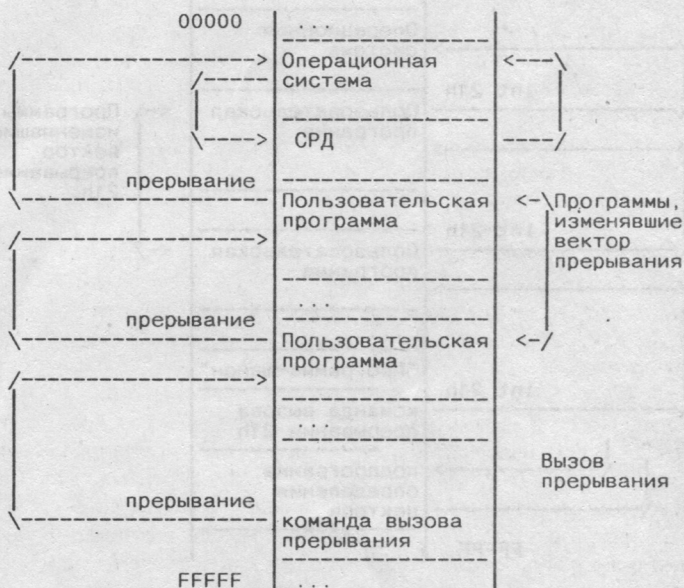 00000
Операционная
система
СРД
прерывание
Пользовательская
программа
Программы,
изменявшие
вектор
прерывания
...
прерывание
Пользовательская
программа
Вызов
прерывания
прерывание
команда вызова
прерывания
FFFFF
...